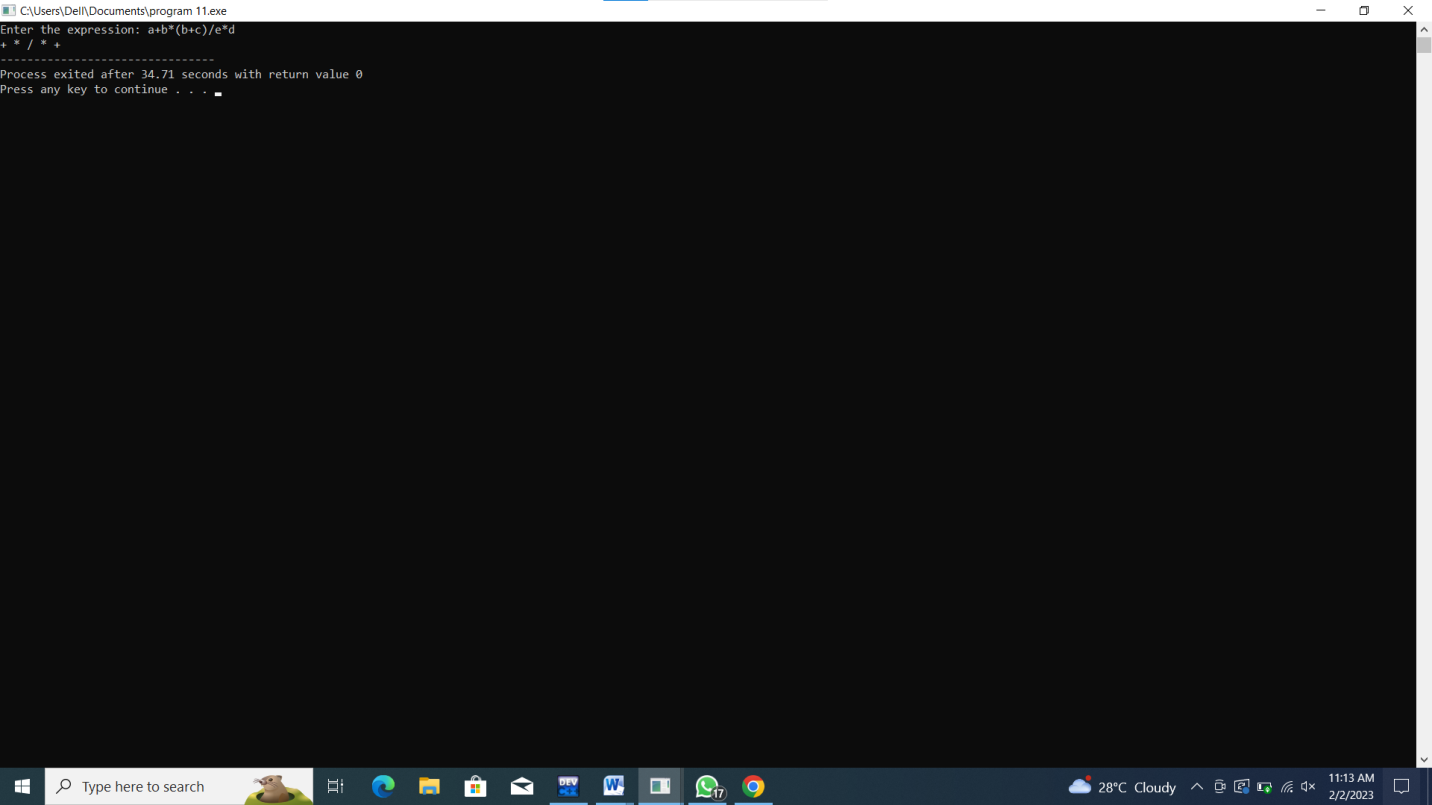 C:\Users\Dell\Documents\program 11.exe
Enter the expression: a+b*(b+c)/e*d
+ * / * +
--------------------------------
Process exited after 34.71 seconds with return value 0
Press any key to continue . . .
Type here to search
DEV
W
17
28°C Cloudy
11:13 AM
2/2/2023